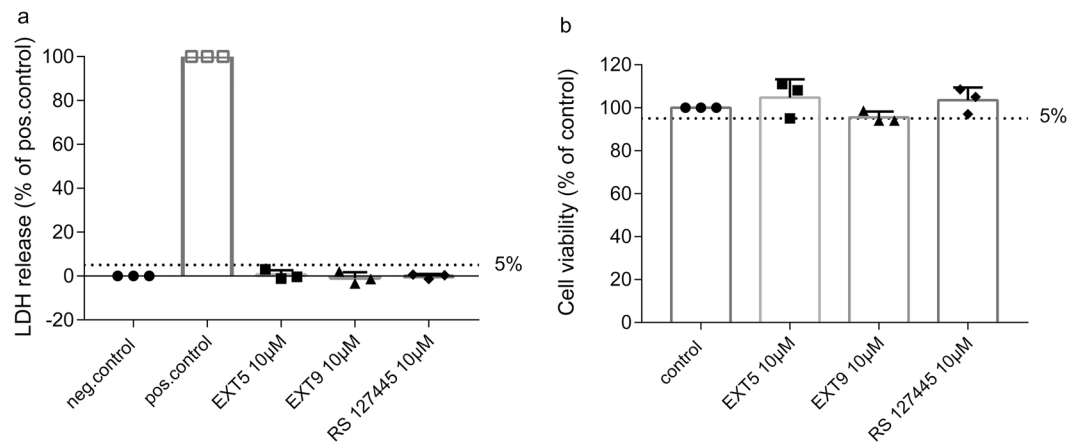 a
LDH release (% of pos.control)
100
80
60
40
20
0
-20
5%
neg.control
pos.control
EXT5 10µM
EXT9 10µM
RS 127445 10µM
b
Cell viability (% of control)
120
100
80
60
40
20
0
5%
control
EXT5 10µM
EXT9 10µM
RS 127445 10µM